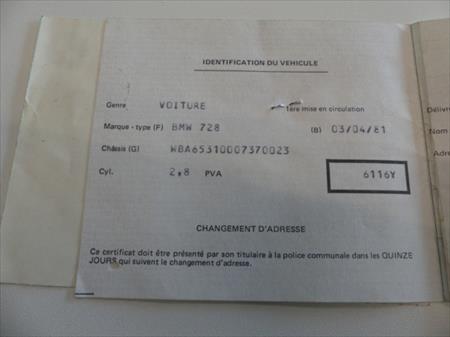 IDENTIFICATION DU VEHICULE
Genre VOITURE 1ère mise en circulation
Marque - type (F) BMW 728 (B) 03/04/81
Châssis (G) WBA65310007370023
Cyl. 2,8 PVA 6116Y
CHANGEMENT D'ADRESSE
Ce certificat doit être présenté par son titulaire à la police communale dans les QUINZE
JOURS qui suivent le changement d'adresse.
Délivr
Nom
Adre